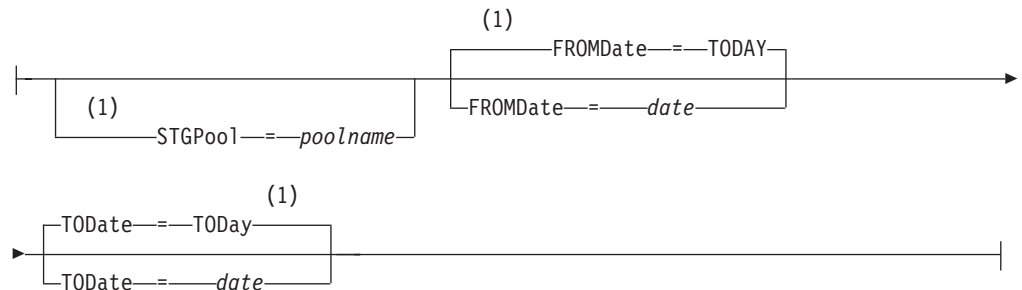 (1)
FROMDate = TODAY
FROMDate = date
(1)
STGPool = poolname
(1)
TODate = TODay
TODate = date